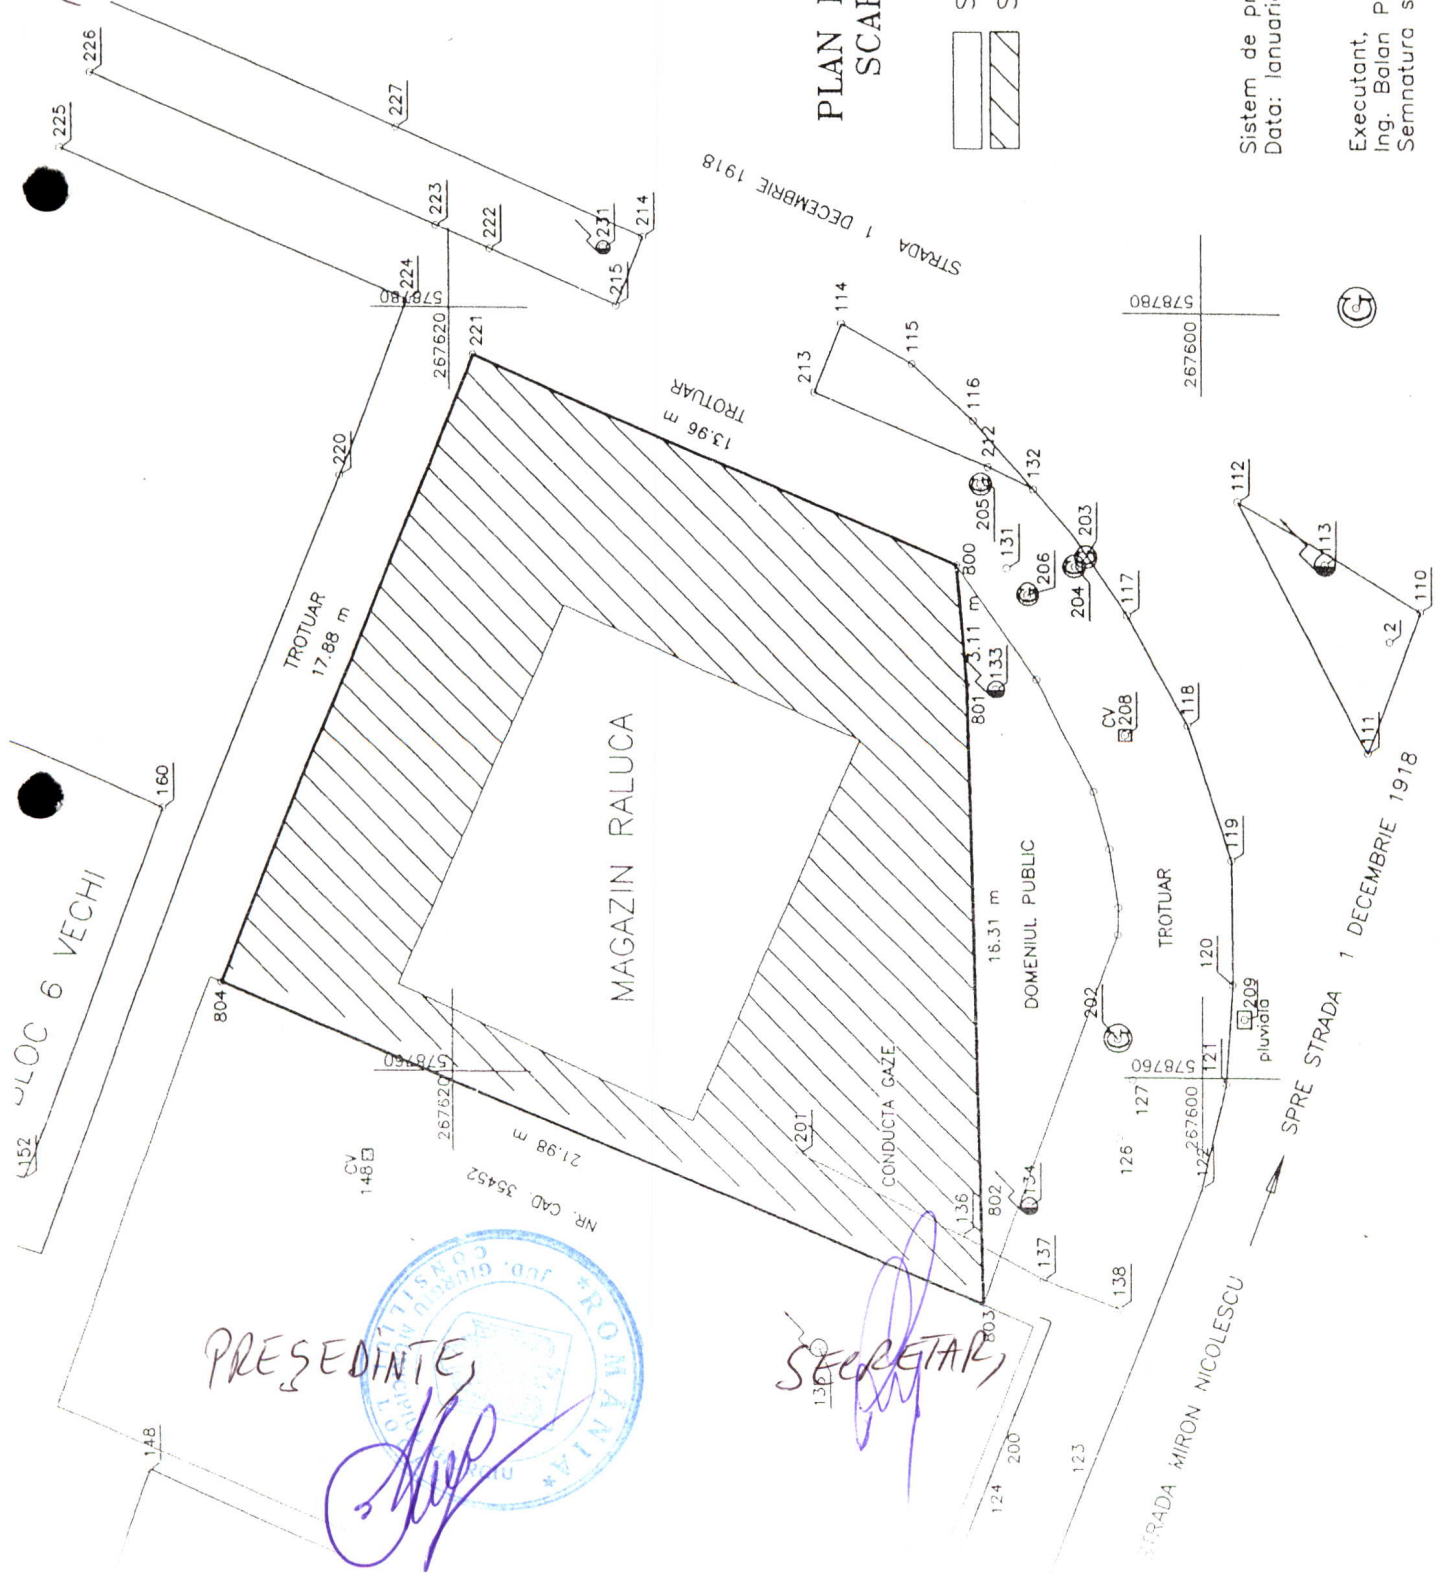 226
225
227
223
222
231
214
215
224
578780
267620
221
220
PLAN
Sistem de
Data:
Executant,
Ing. Balan P
Semnatura
STRADA 1 DECEMBRIE 1918
114
213
115
116
212
132
205
131
206
203
204
117
578780
267600
G
112
113
110
2
111
TROTUAR
13.96 m
TROTUAR
17.88 m
160
BLOC 6 VECHI
152
804
MAGAZIN RALUCA
800
3.11 m
133
801
CV
208
118
119
16.31 m
DOMENIUL PUBLIC
TROTUAR
120
202
G
209
pluviala
121
578760
267600
127
126
122
578760
267620
CV
148
21.98 m
NR. CAD. 35452
201
CONDUCTA GAZE
136
802
134
137
138
803
135
SPRE STRADA 1 DECEMBRIE 1918
STRADA MIRON NICOLESCU
123
124
200
148
PREȘEDINTE,
SECRETAR,
*ROMÂNIA*
JUD. GIURGIU